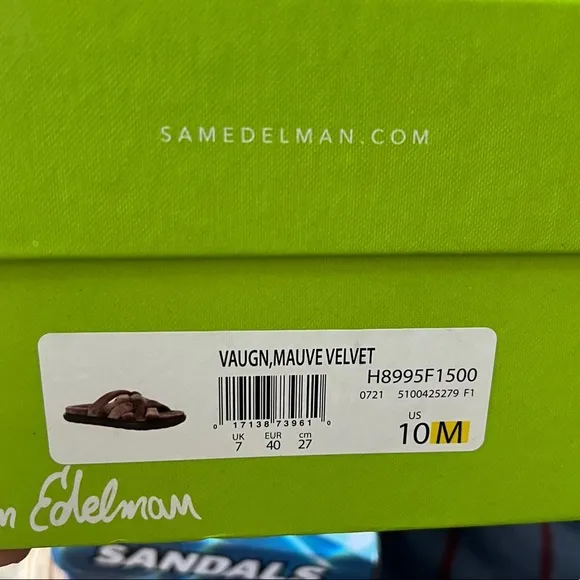 SAMEDELMAN.COM
VAUGN,MAUVE VELVET
H8995F1500
0721 5100425279 F1
0 17138 73961 0
UK EUR cm
7 40 27
US
10 M
Edelman
SANDALS